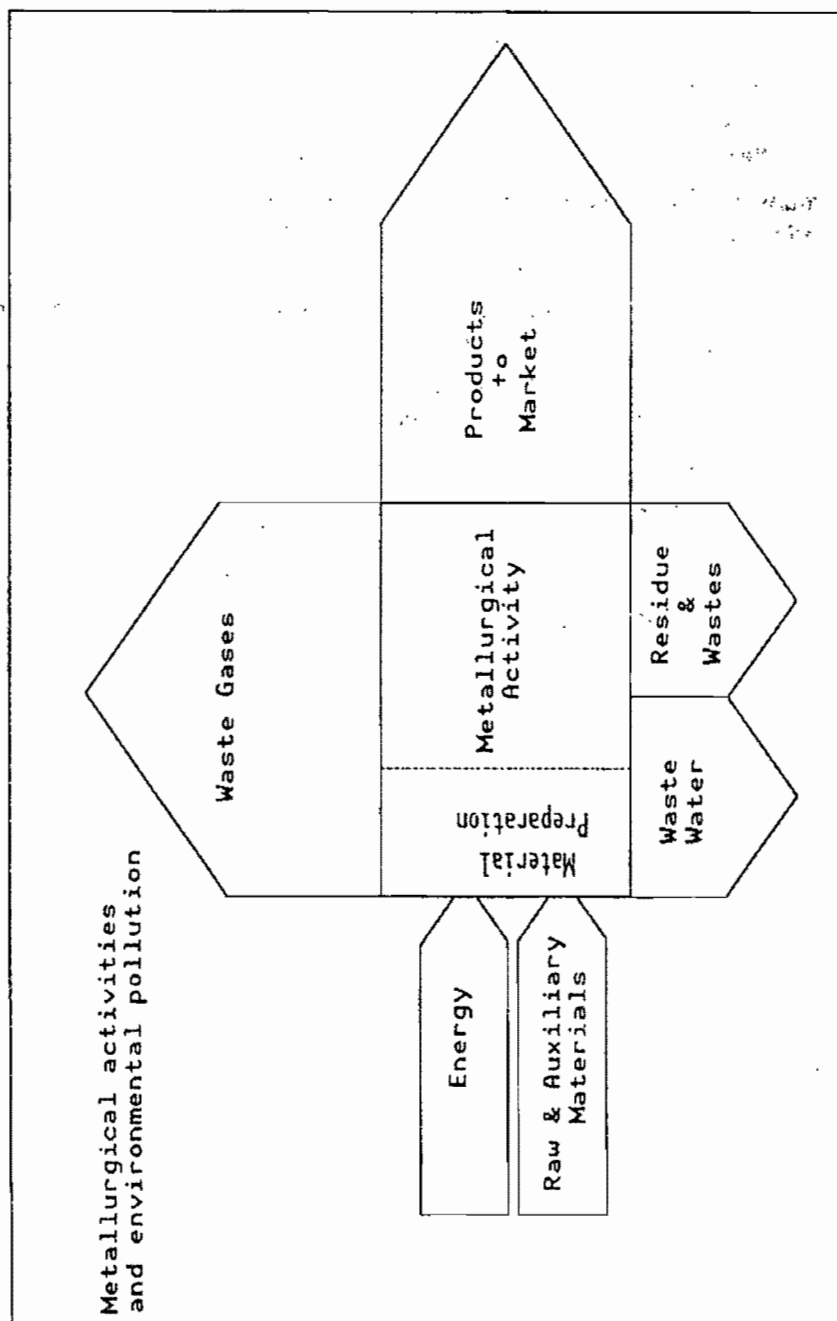 Metallurgical activities
and environmental pollution
Waste Gases
Energy
Raw & Auxiliary
Materials
Material
Preparation
Metallurgical
Activity
Products
to
Market
Waste
Water
Residue
&
Wastes